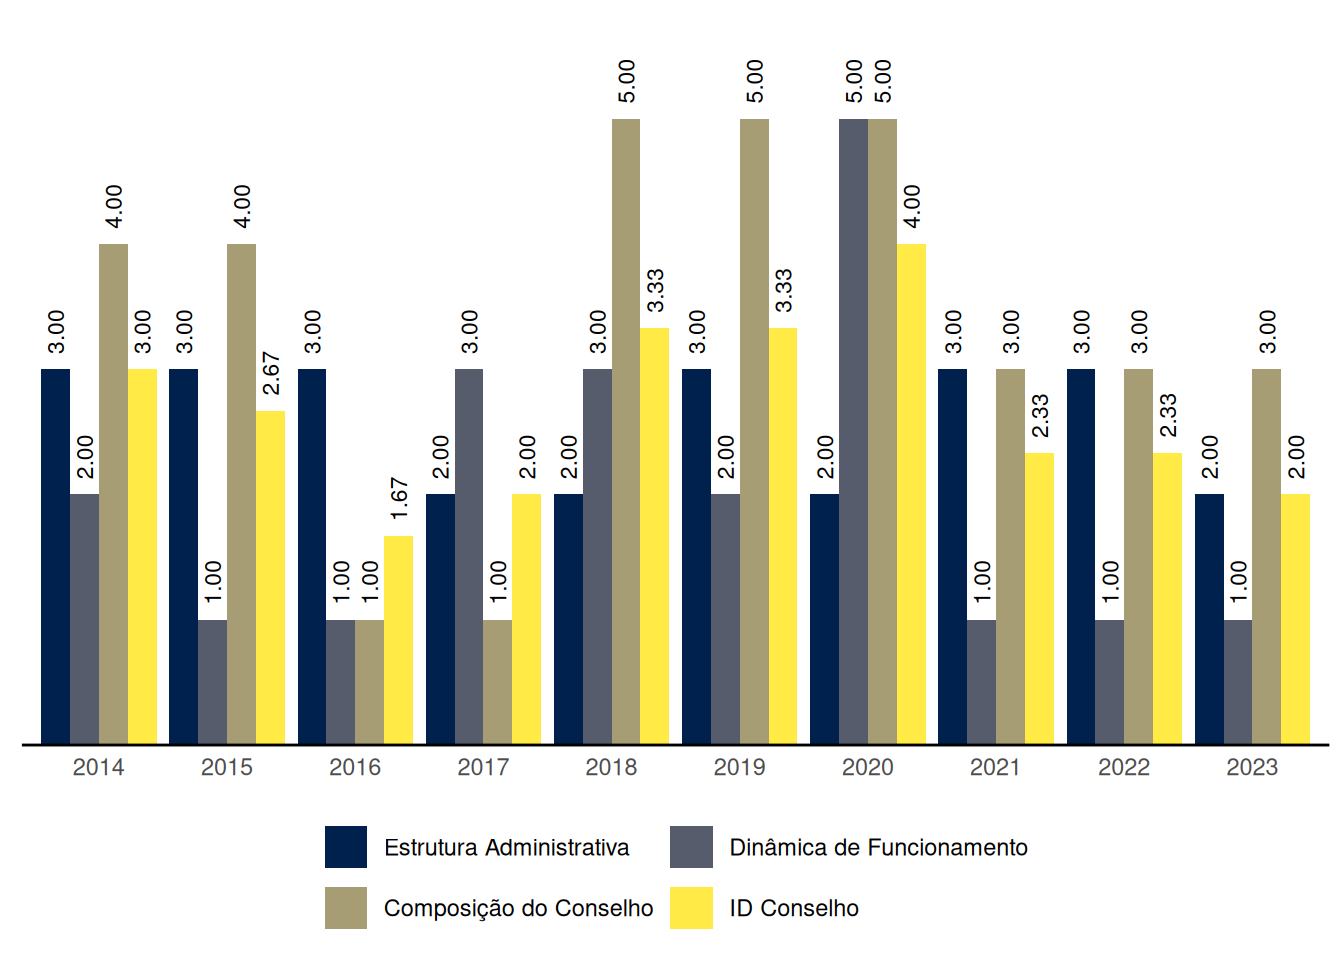 5.00 5.00 5.00 5.00
4.00 4.00 4.00
3.00 3.00 3.00 2.67 3.00 3.00 3.00 3.33 3.00 3.33 3.00 3.00 3.00 3.00 3.00
2.00 1.67 2.00 2.00 2.00 2.00 2.00 2.33 2.33 2.00 2.00
1.00 1.00 1.00 1.00 1.00 1.00 1.00
2014 2015 2016 2017 2018 2019 2020 2021 2022 2023
Estrutura Administrativa Dinâmica de Funcionamento
Composição do Conselho ID Conselho